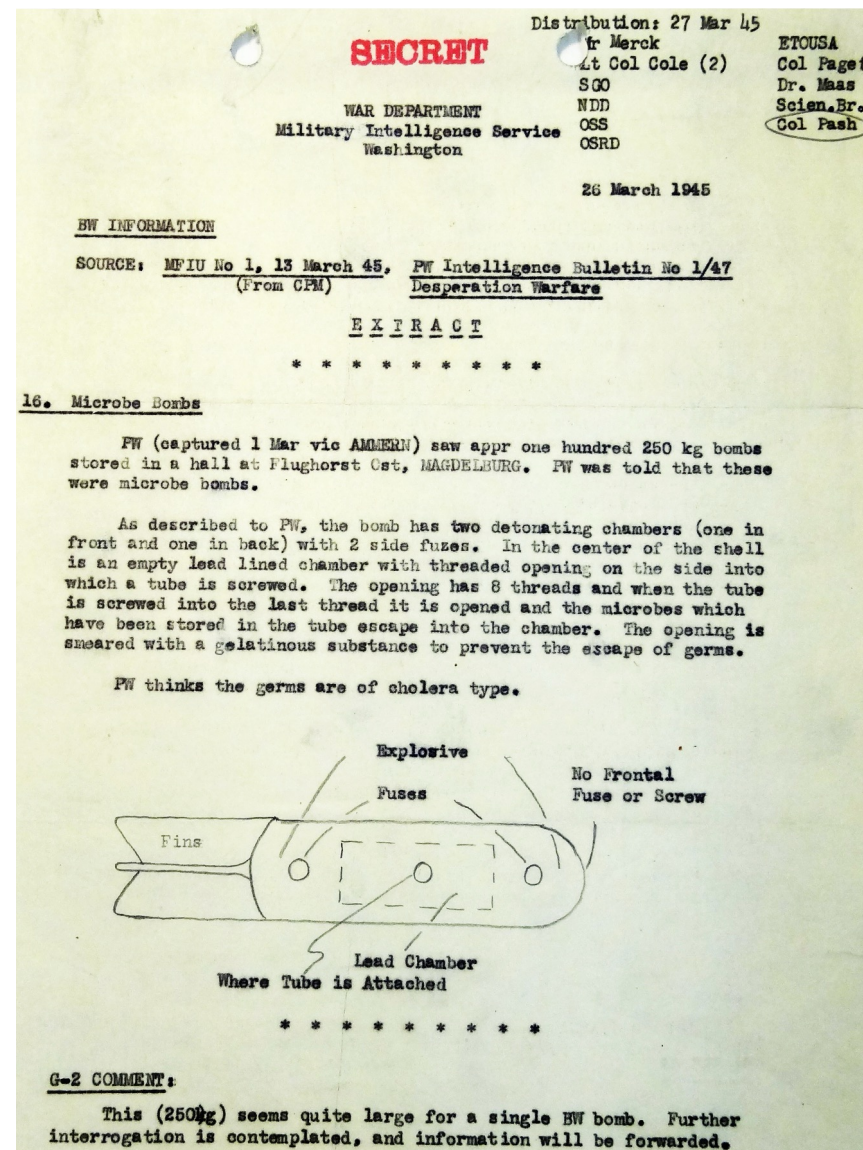 Distribution: 27 Mar 45
Mr Merck ETOUSA
Lt Col Cole (2) Col Page
SGO Dr. Maas
NDD Scien.Br.
OSS Col Pash
OSRD
SECRET
WAR DEPARTMENT
Military Intelligence Service
Washington
26 March 1945
BW INFORMATION
SOURCE: MFIU No 1, 13 March 45, PW Intelligence Bulletin No 1/47
(From CPM) Desperation Warfare
E X T R A C T
* * * * * * * * *
16. Microbe Bombs
PW (captured 1 Mar vic AMMERN) saw appr one hundred 250 kg bombs
stored in a hall at Flughorst Ost, MAGDELBURG. PW was told that these
were microbe bombs.
As described to PW, the bomb has two detonating chambers (one in
front and one in back) with 2 side fuzes. In the center of the shell
is an empty lead lined chamber with threaded opening on the side into
which a tube is screwed. The opening has 8 threads and when the tube
is screwed into the last thread it is opened and the microbes which
have been stored in the tube escape into the chamber. The opening is
smeared with a gelatinous substance to prevent the escape of germs.
PW thinks the germs are of cholera type.
Explosive
No Frontal
Fuses Fuse or Screw
Fins
Lead Chamber
Where Tube is Attached
* * * * * * * * *
G-2 COMMENT:
This (250kg) seems quite large for a single BW bomb. Further
interrogation is contemplated, and information will be forwarded.